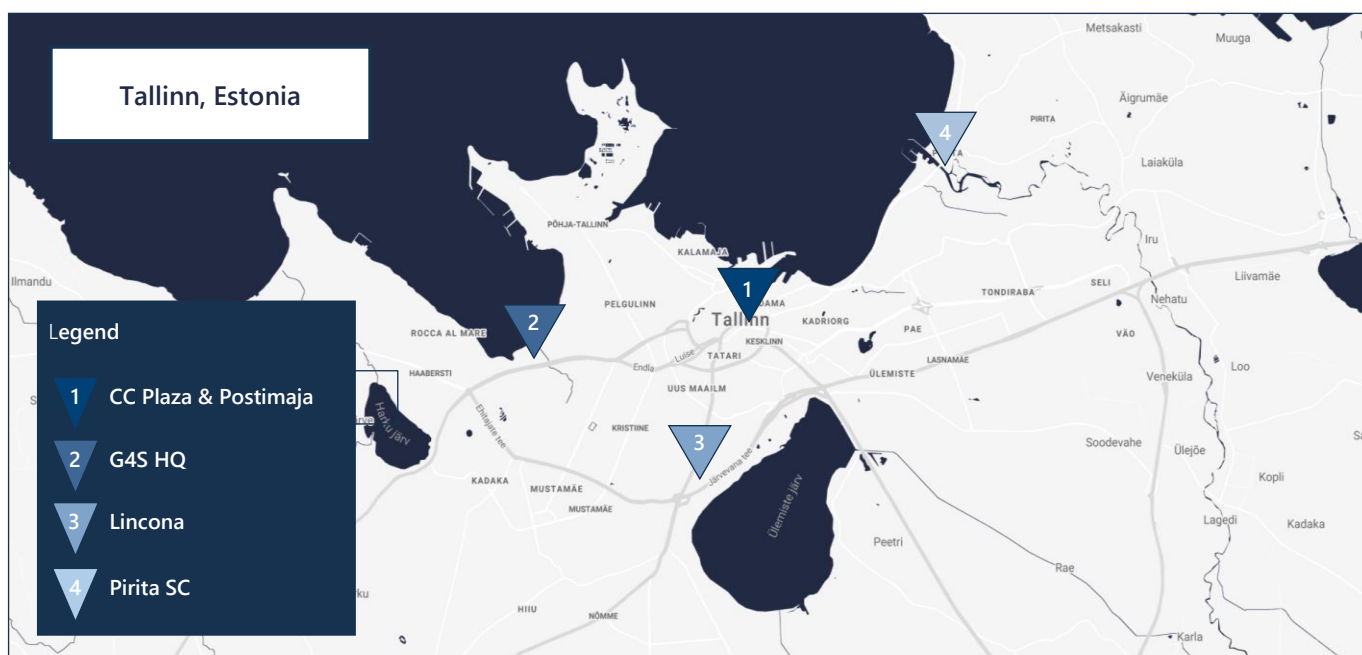 Tallinn, Estonia
Metsakasti
Muuga
Äigrumäe
PIRITA
4
Laiaküla
PÕHJA-TALLINN
KALAMAJA
Iru
Ilmandu
Liivamäe
SELI
TONDIRABA
Nehatu
1
PELGULINN
Tallinn
KADRIORG
PAE
VÄO
2
ROCCA AL MARE
KESKLINN
TATARI
Luise
Endla
LASNAMÄE
ÜLEMISTE
Loo
Veneküla
HAABERSTI
UUS MAAILM
Harku järv
Ehitajate tee
KRISTIINE
3
Järvevana tee
Soodevahe
Ülejõe
Kopli
KADAKA
MUSTAMÄE
MUSTAMÄE
Ülemiste järv
Lagedi
Kadaka
Peetri
Rae
HIIU
NÕMME
Karla
Legend
1 CC Plaza & Postimaja
2 G4S HQ
3 Lincona
4 Pirita SC